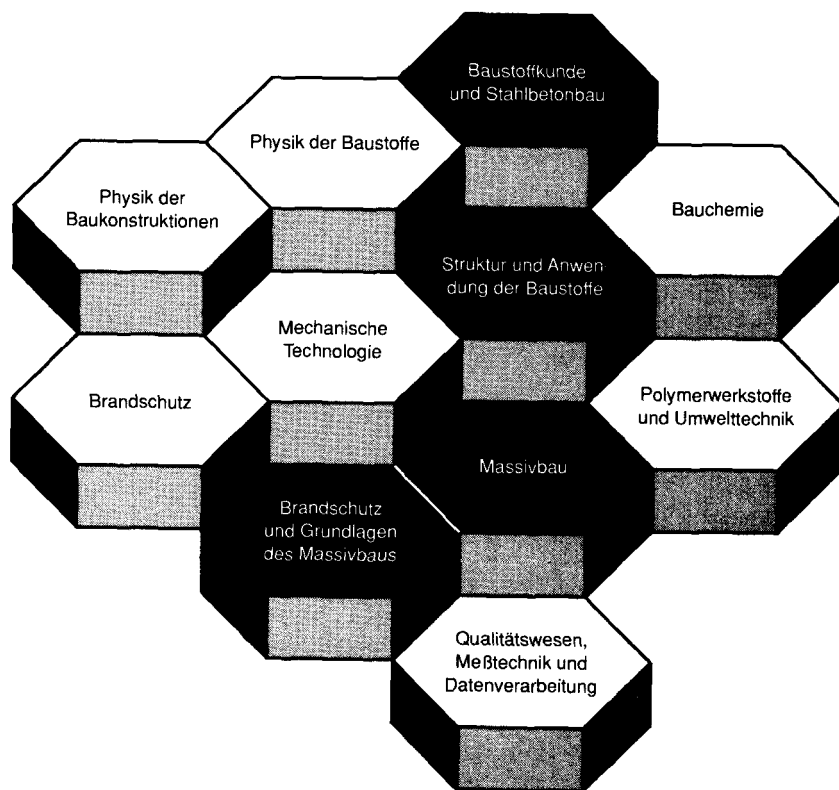 Baustoffkunde
und Stahlbetonbau
Physik der Baustoffe
Physik der
Baukonstruktionen
Bauchemie
Struktur und Anwen
dung der Baustoffe
Mechanische
Technologie
Brandschutz
Polymerwerkstoffe
und Umwelttechnik
Massivbau
Brandschutz
und Grundlagen
des Massivbaus
Qualitätswesen,
Meßtechnik und
Datenverarbeitung